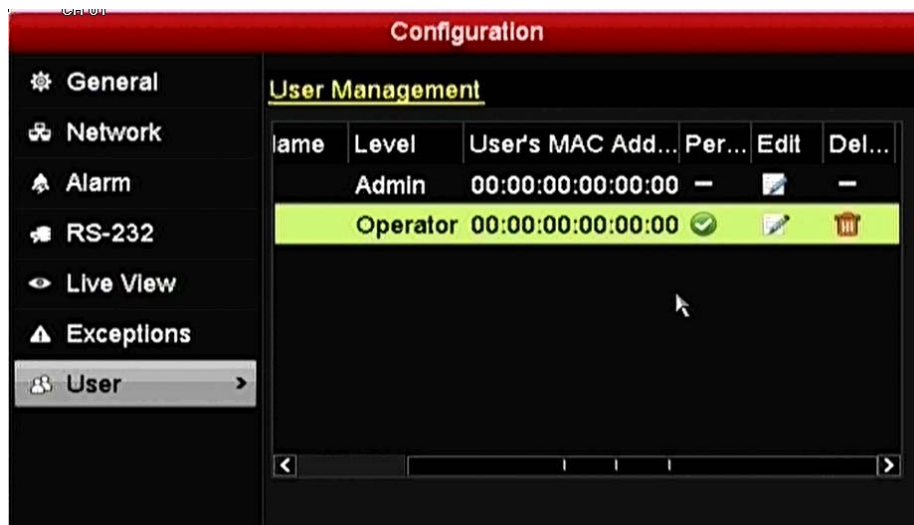 Configuration
General
Network
Alarm
RS-232
Live View
Exceptions
User
User Management
ame Level User's MAC Add... Per... Edit Del...
Admin 00:00:00:00:00:00
Operator 00:00:00:00:00:00